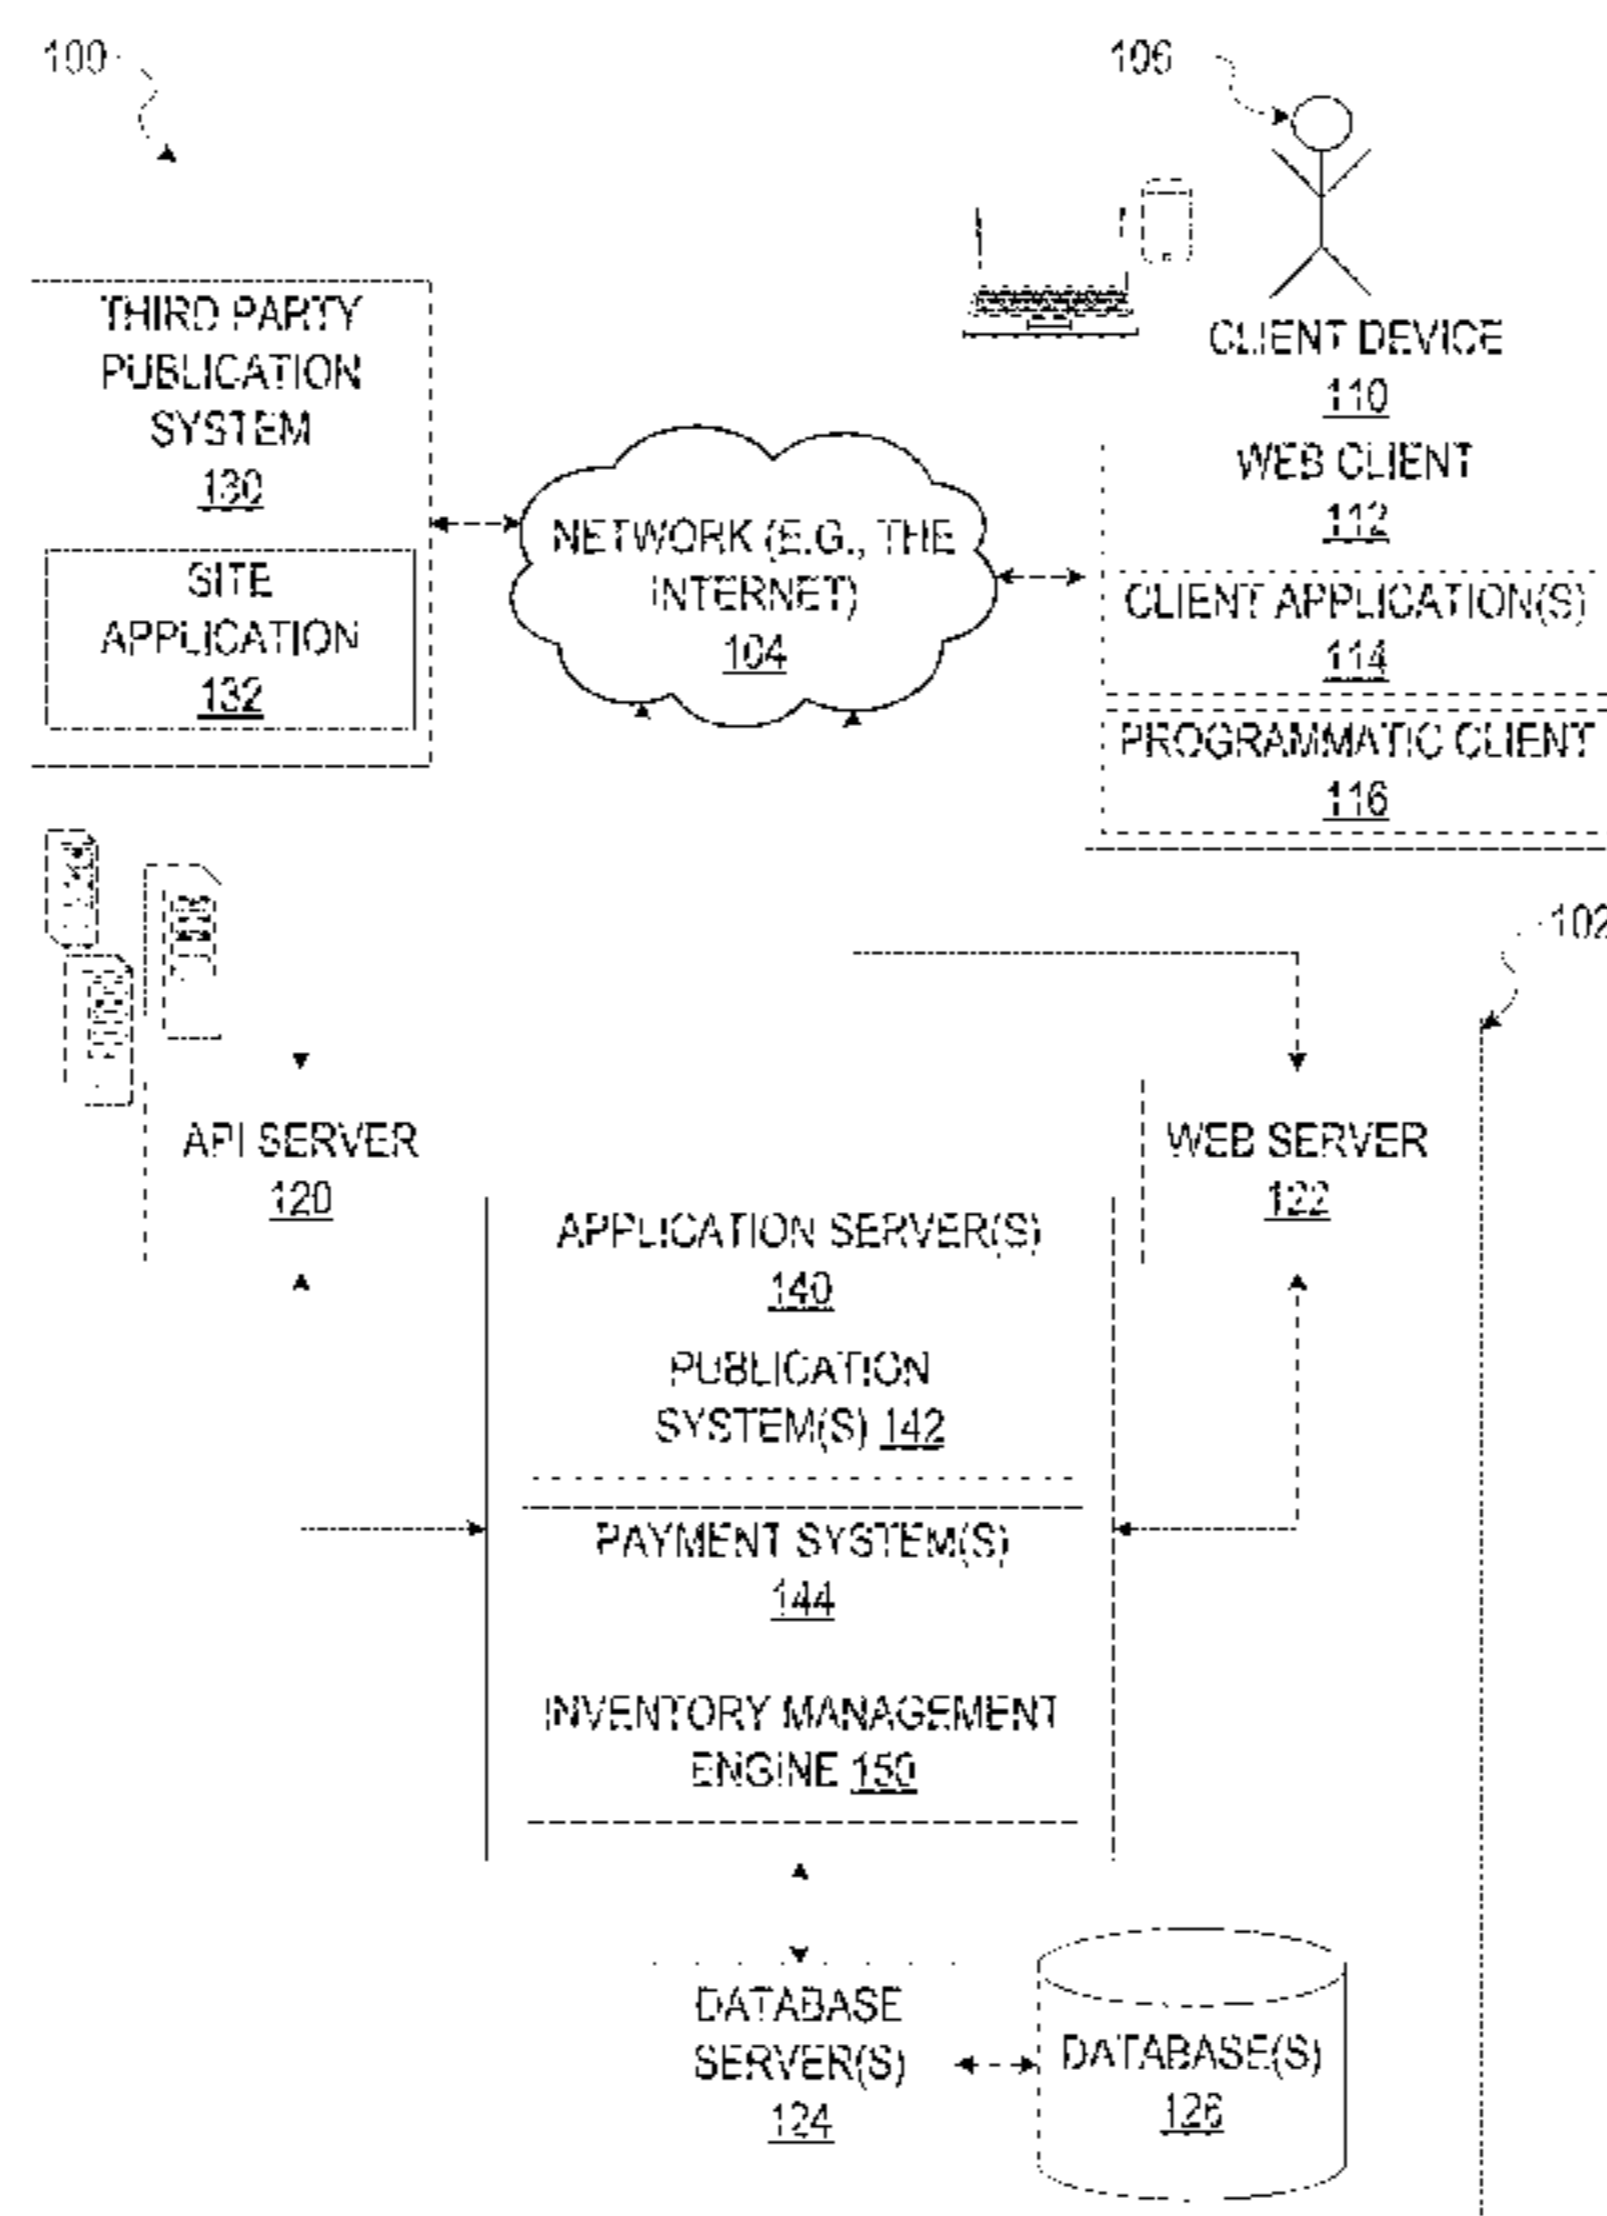 100
106
THIRD PARTY
PUBLICATION
SYSTEM
130
SITE
APPLICATION
132
NETWORK (E.G., THE
INTERNET)
104
CLIENT DEVICE
110
WEB CLIENT
112
CLIENT APPLICATION(S)
114
PROGRAMMATIC CLIENT
116
102
API SERVER
120
WEB SERVER
122
APPLICATION SERVER(S)
140
PUBLICATION
SYSTEM(S) 142
PAYMENT SYSTEM(S)
144
INVENTORY MANAGEMENT
ENGINE 150
DATABASE
SERVER(S)
124
DATABASE(S)
126